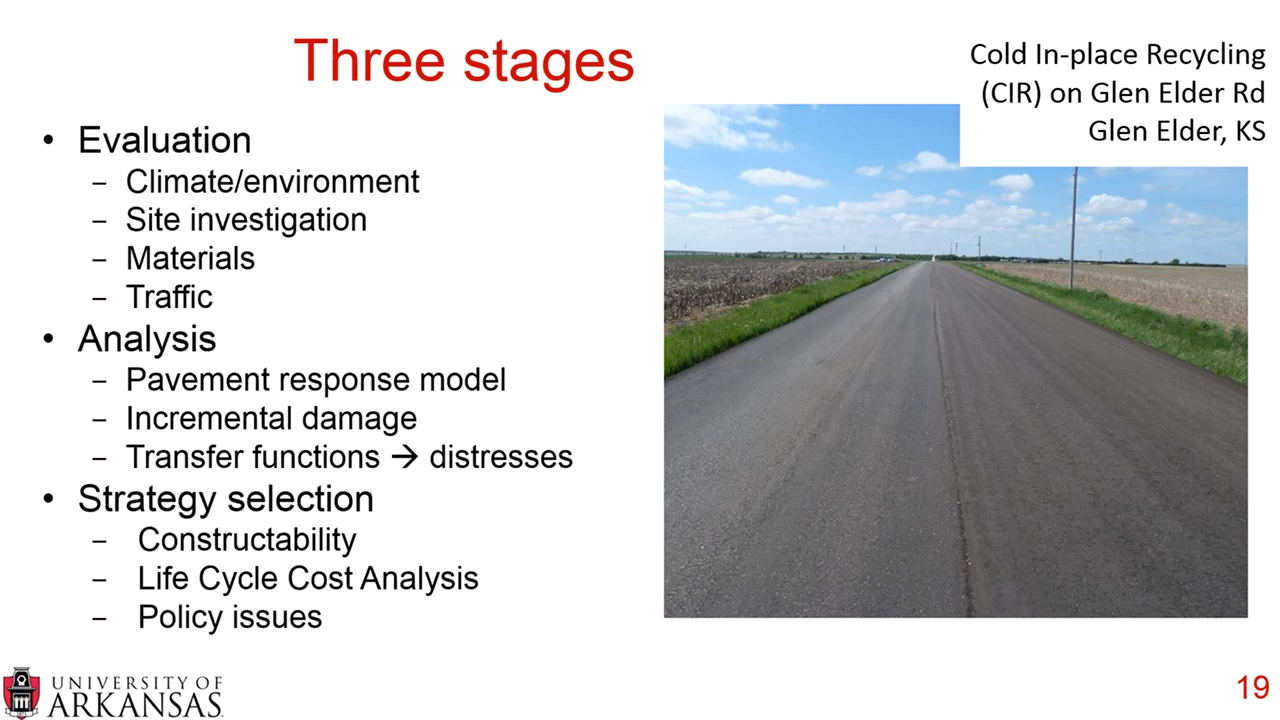 Three stages
Cold In-place Recycling
(CIR) on Glen Elder Rd
Glen Elder, KS
• Evaluation
– Climate/environment
– Site investigation
– Materials
– Traffic
• Analysis
– Pavement response model
– Incremental damage
– Transfer functions → distresses
• Strategy selection
– Constructability
– Life Cycle Cost Analysis
– Policy issues
UNIVERSITY OF
ARKANSAS
19